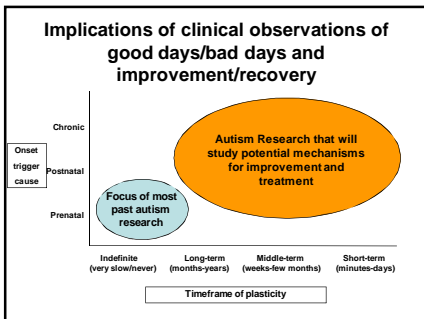 Implications of clinical observations of
good days/bad days and
improvement/recovery
Chronic
Onset
trigger
cause
Postnatal
Prenatal
Autism Research that will
study potential mechanisms
for improvement and
treatment
Focus of most
past autism
research
Indefinite
(very slow/never)
Long-term
(months-years)
Middle-term
(weeks-few months)
Short-term
(minutes-days)
Timeframe of plasticity